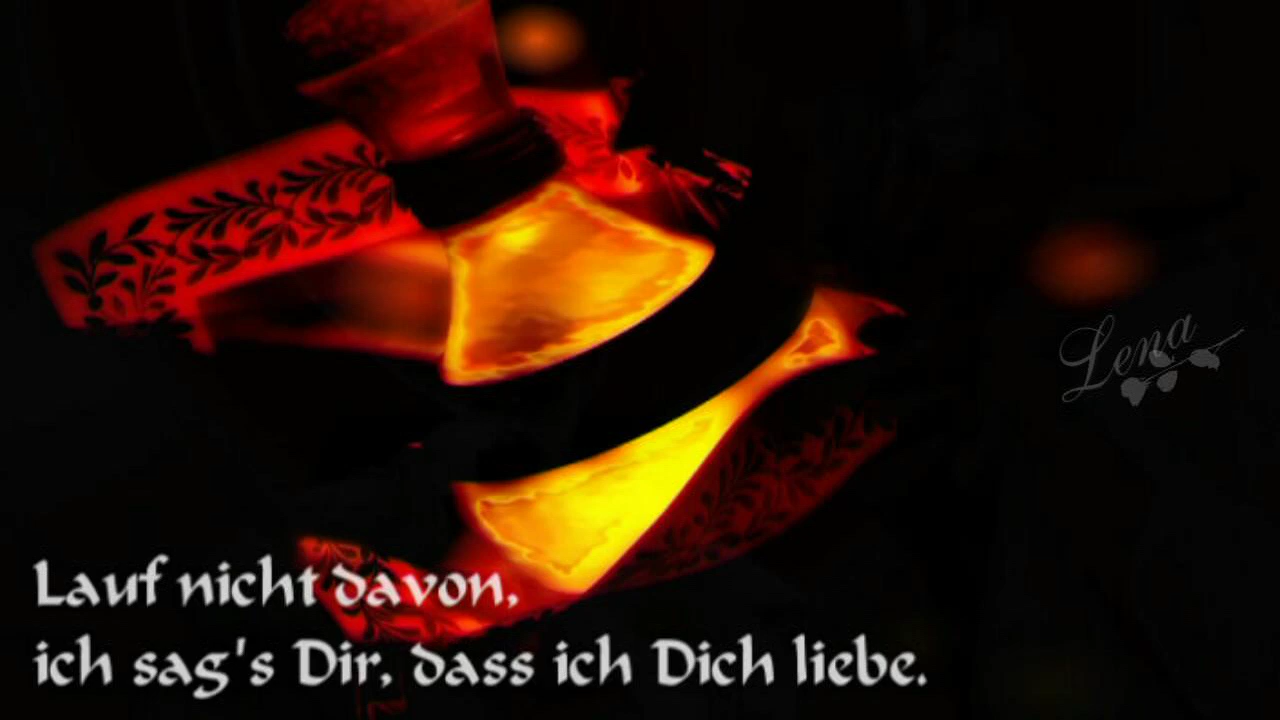 Lena
Lauf nicht davon,
ich sag's Dir, dass ich Dich liebe.